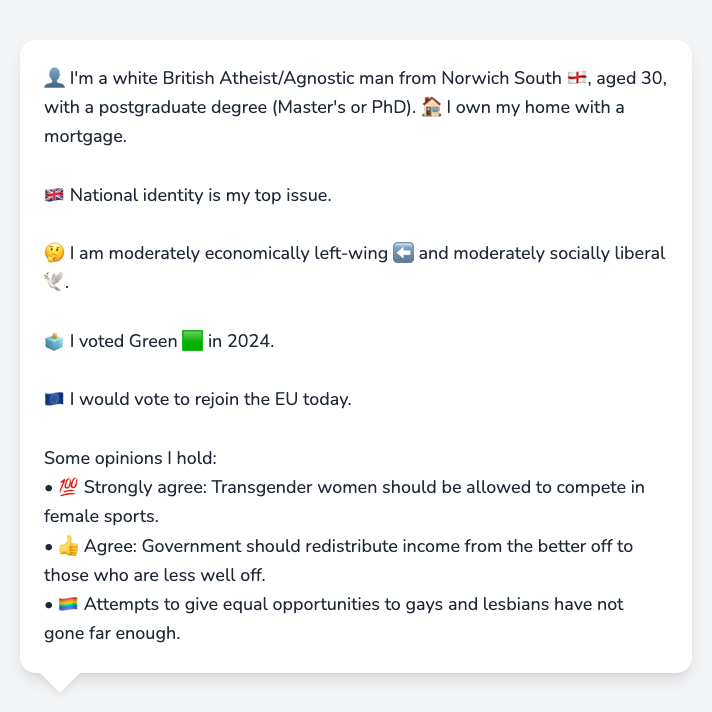 👤 I'm a white British Atheist/Agnostic man from Norwich South 🏴󠁧󠁢󠁥󠁮󠁧󠁿, aged 30,
with a postgraduate degree (Master's or PhD). 🏠 I own my home with a
mortgage.
🇬🇧 National identity is my top issue.
🤔 I am moderately economically left-wing ⬅️ and moderately socially liberal
🕊️.
🗳️ I voted Green 🟩 in 2024.
🇪🇺 I would vote to rejoin the EU today.
Some opinions I hold:
• 💯 Strongly agree: Transgender women should be allowed to compete in
female sports.
• 👍 Agree: Government should redistribute income from the better off to
those who are less well off.
• 🏳️‍🌈 Attempts to give equal opportunities to gays and lesbians have not
gone far enough.